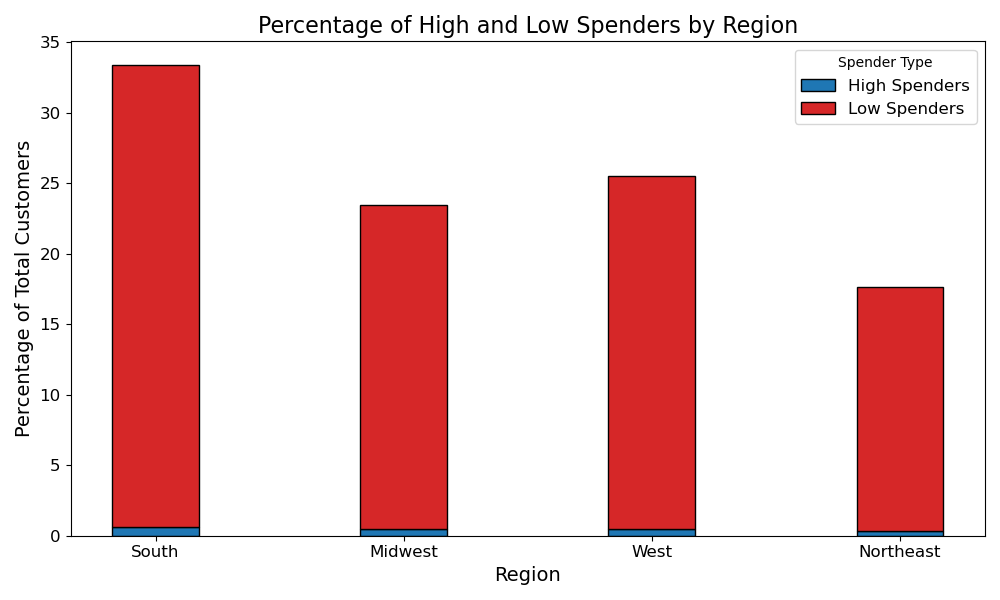 Percentage of High and Low Spenders by Region
Percentage of Total Customers
35
30
25
20
15
10
5
0
Spender Type
High Spenders
Low Spenders
South Midwest West Northeast
Region